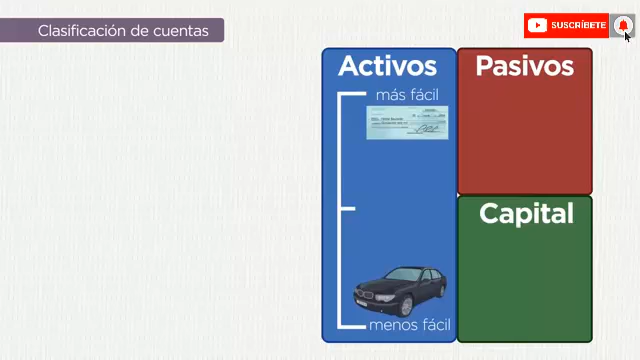 Clasificación de cuentas
SUSCRÍBETE
Activos
Pasivos
más fácil
Capital
menos fácil